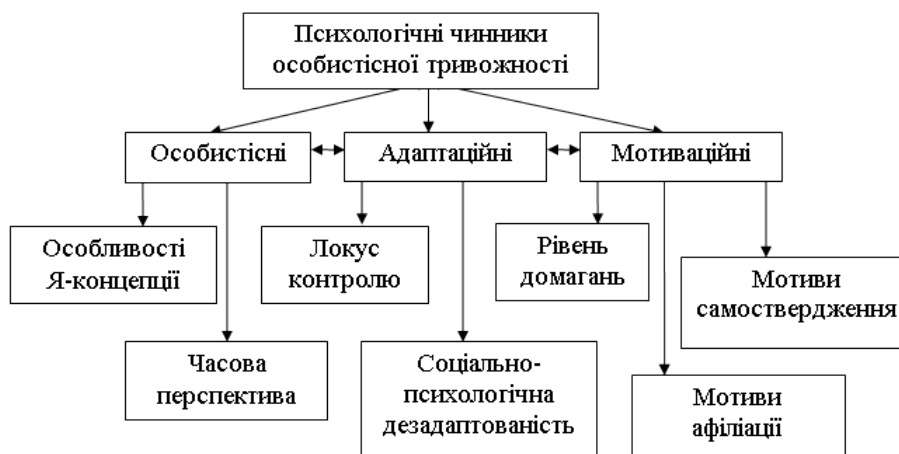 Психологічні чинники
особистісної тривожності
Особистісні
Адаптаційні
Мотиваційні
Особливості
Я-концепції
Локус
контролю
Рівень
домагань
Мотиви
самоствердження
Часова
перспектива
Соціально-
психологічна
дезадаптованість
Мотиви
афіліації